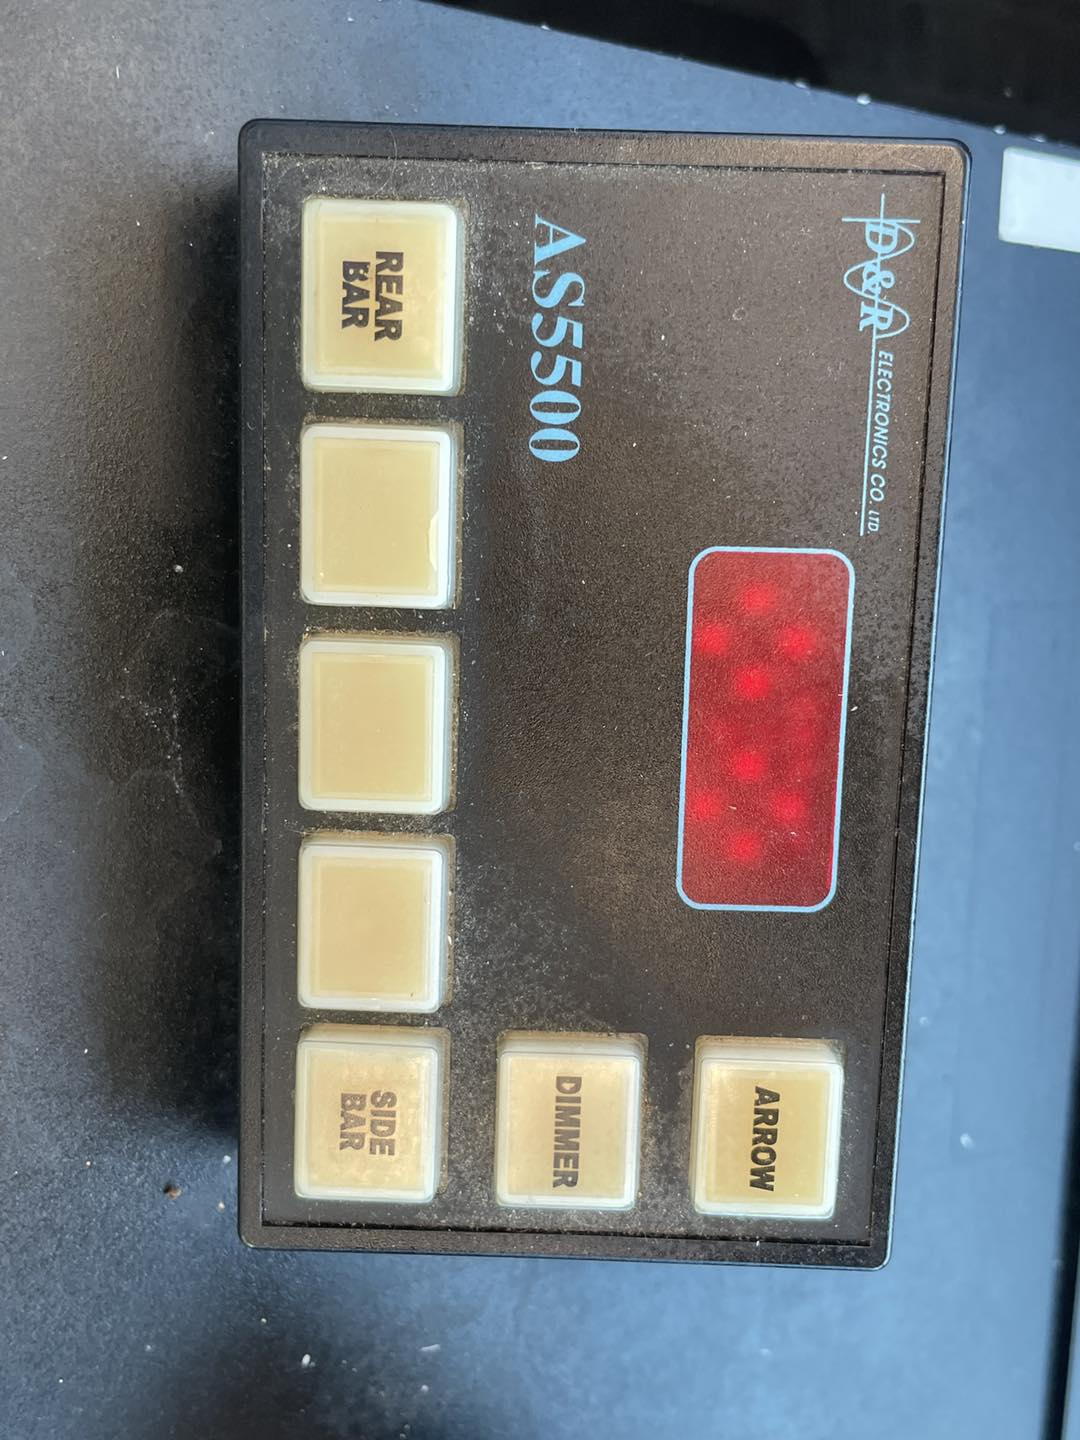 D&R ELECTRONICS CO. LTD.
AS5500
ARROW
DIMMER
REAR
BAR
SIDE
BAR